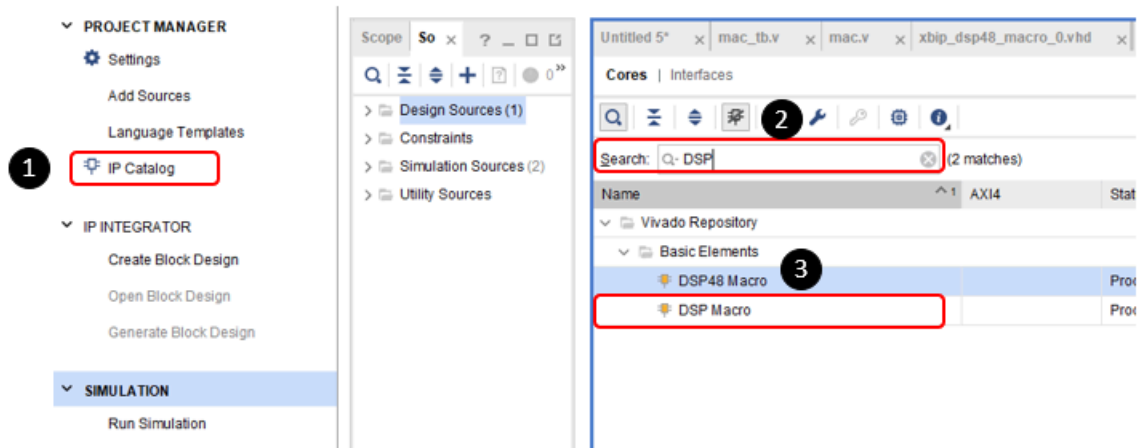 PROJECT MANAGER
Settings
Add Sources
Language Templates
1
IP Catalog
IP INTEGRATOR
Create Block Design
Open Block Design
Generate Block Design
SIMULATION
Run Simulation
Scope So × ? _
0»
Design Sources (1)
Constraints
Simulation Sources (2)
Utility Sources
Untitled 5* × mac_tb.v × mac.v × xbip_dsp48_macro_0.vhd ×
Cores | Interfaces
2
Search: DSP (2 matches)
Name ^1 AXI4 Stat
Vivado Repository
Basic Elements
3
DSP48 Macro Proc
DSP Macro Proc